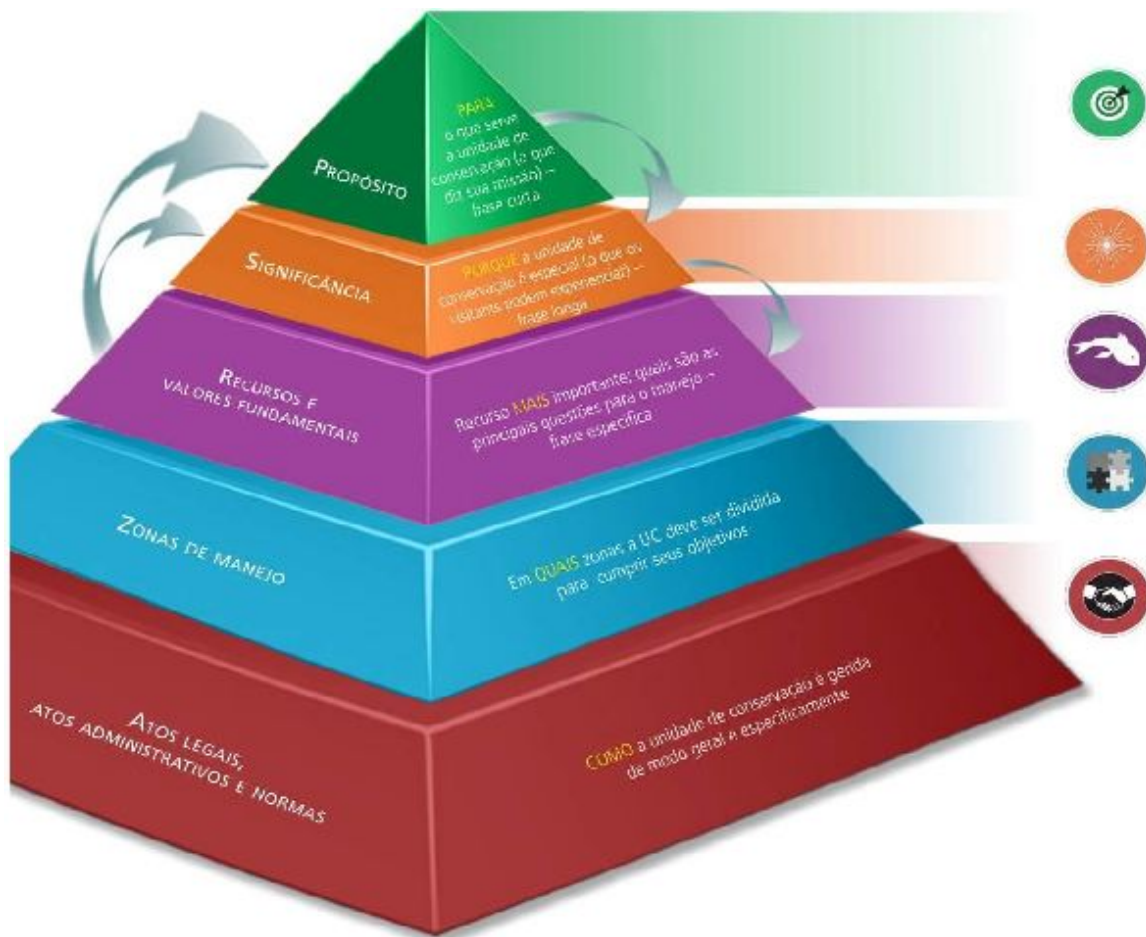 PROPÓSITO
PARA
o que serve
a unidade de
conservação (o que
diz sua missão) –
frase curta
SIGNIFICÂNCIA
PORQUE a unidade de
conservação é especial (o que os
visitants podem experienciar) –
frase longa
RECURSOS E
VALORES FUNDAMENTAIS
Recurso MAIS importante; quais são as
principais questões para o manejo –
frase específica
ZONAS DE MANEJO
Em QUAIS zonas a UC deve ser dividida
para cumprir seus objetivos
ATOS LEGAIS,
ATOS ADMINISTRATIVOS E NORMAS
COMO a unidade de conservação é gerida
de modo geral e especificamente